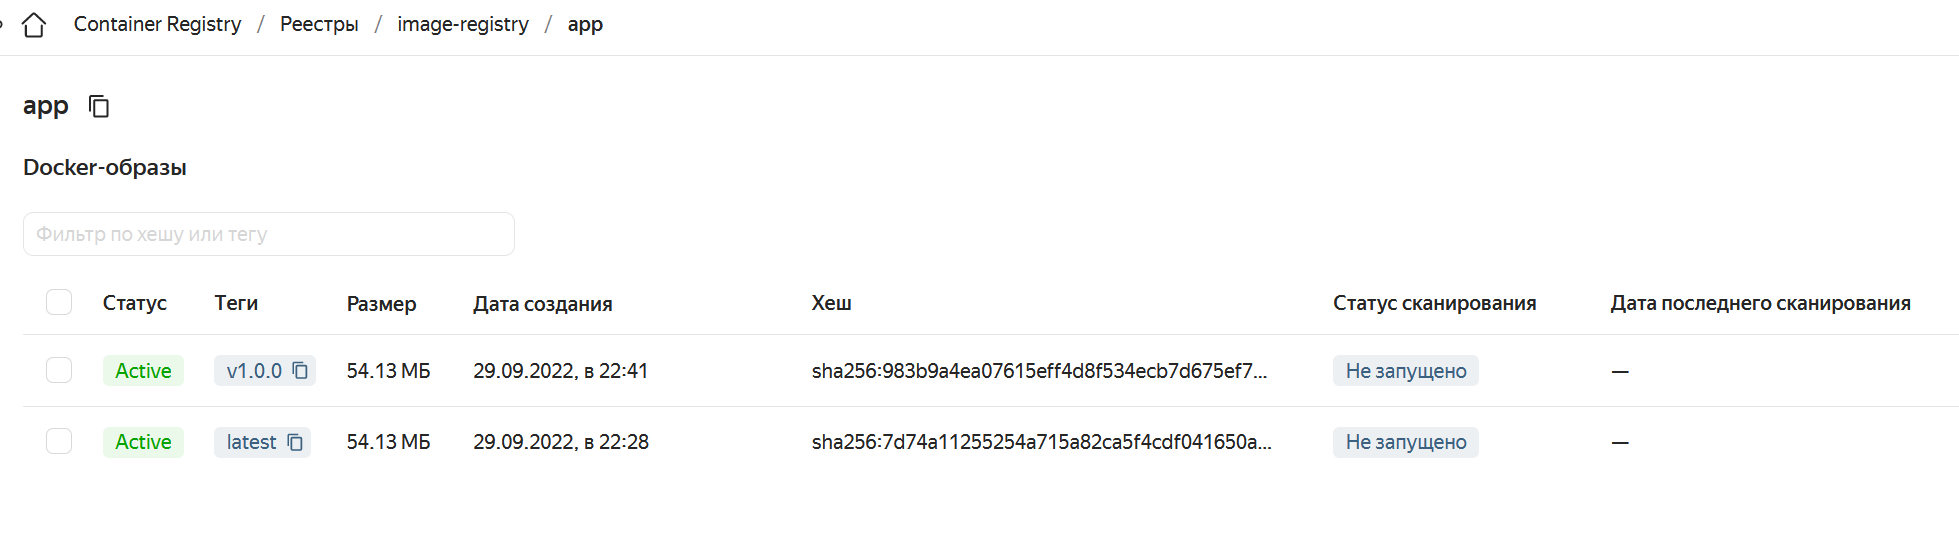 Container Registry / Реестры / image-registry / app
app
Docker-образы
Фильтр по хешу или тегу
Статус Теги Размер Дата создания Хеш Статус сканирования Дата последнего сканирования
Active v1.0.0 54.13 МБ 29.09.2022, в 22:41 sha256:983b9a4ea07615eff4d8f534ecb7d675ef7... Не запущено —
Active latest 54.13 МБ 29.09.2022, в 22:28 sha256:7d74a11255254a715a82ca5f4cdf041650a... Не запущено —